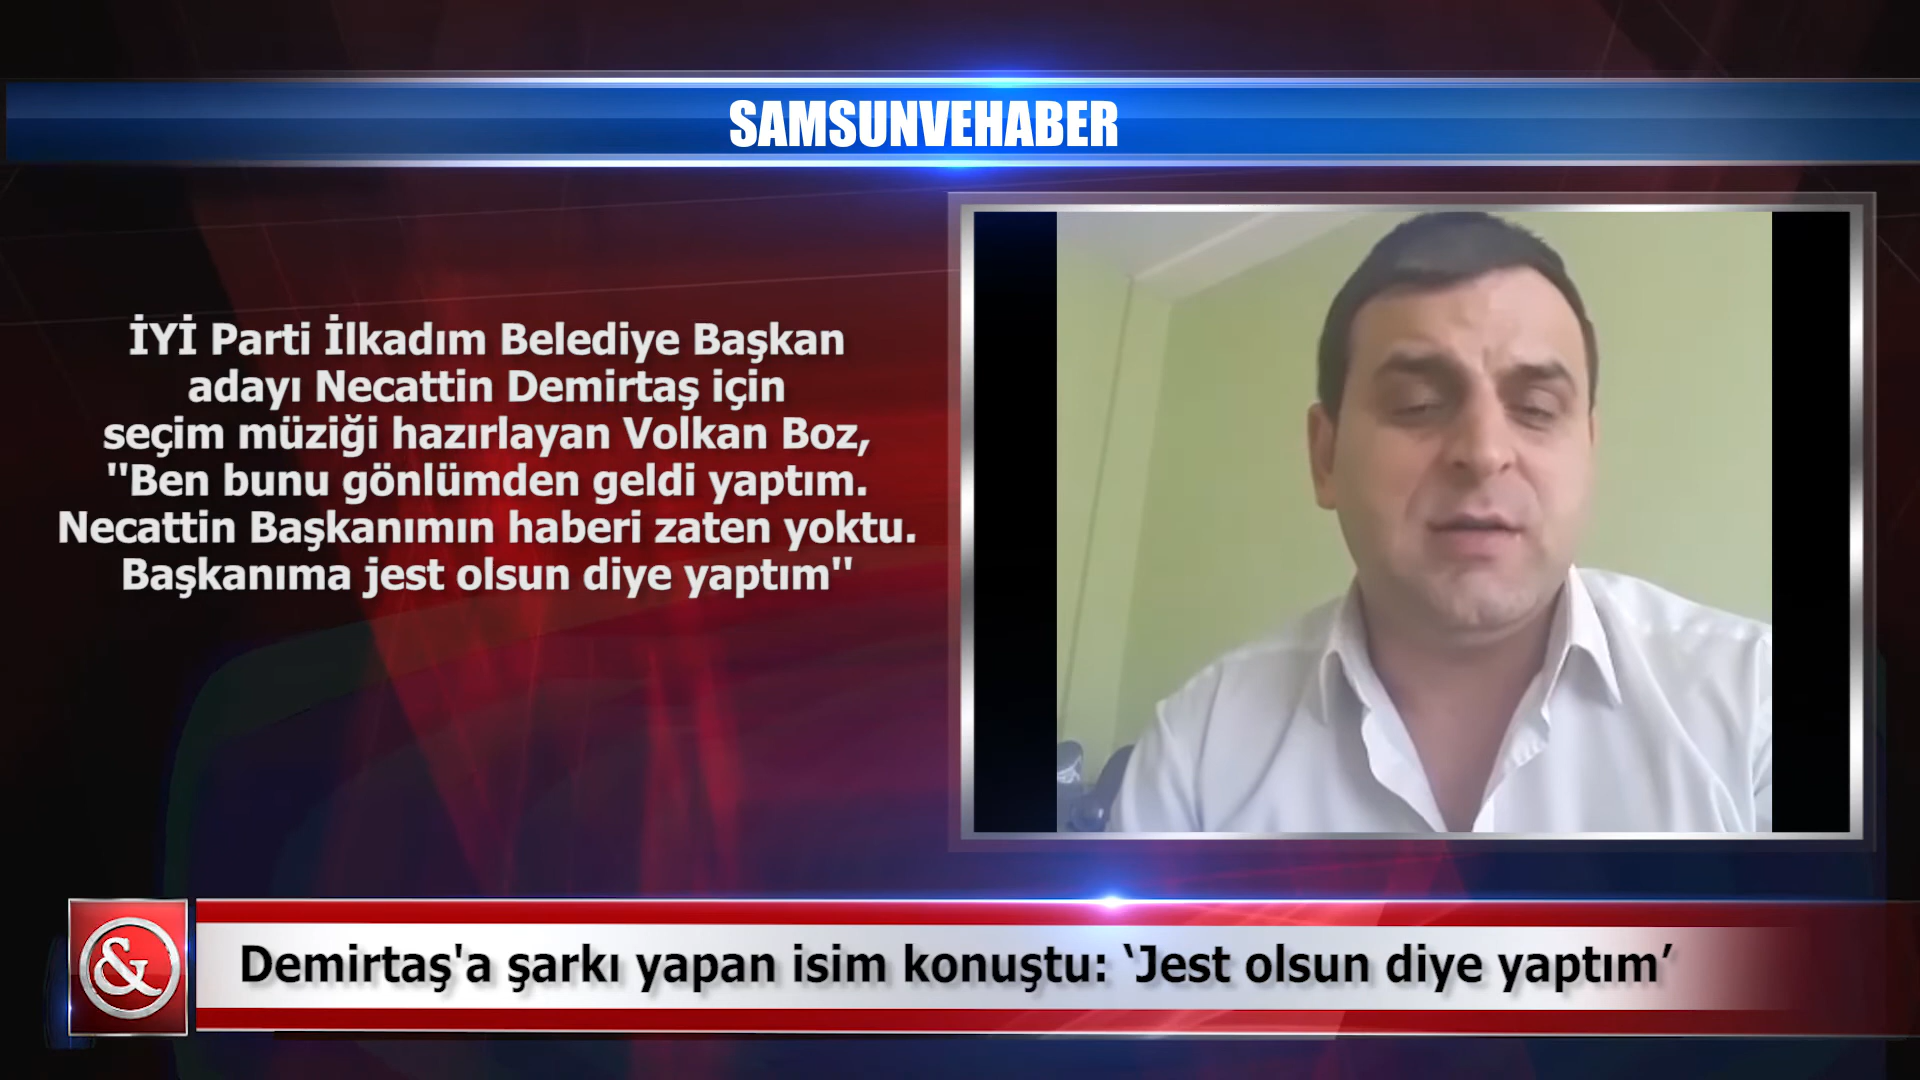 SAMSUNVEHABER
İYİ Parti İlkadım Belediye Başkan
adayı Necattin Demirtaş için
seçim müziği hazırlayan Volkan Boz,
"Ben bunu gönlümden geldi yaptım.
Necattin Başkanımın haberi zaten yoktu.
Başkanıma jest olsun diye yaptım"
&
Demirtaş'a şarkı yapan isim konuştu: ‘Jest olsun diye yaptım’